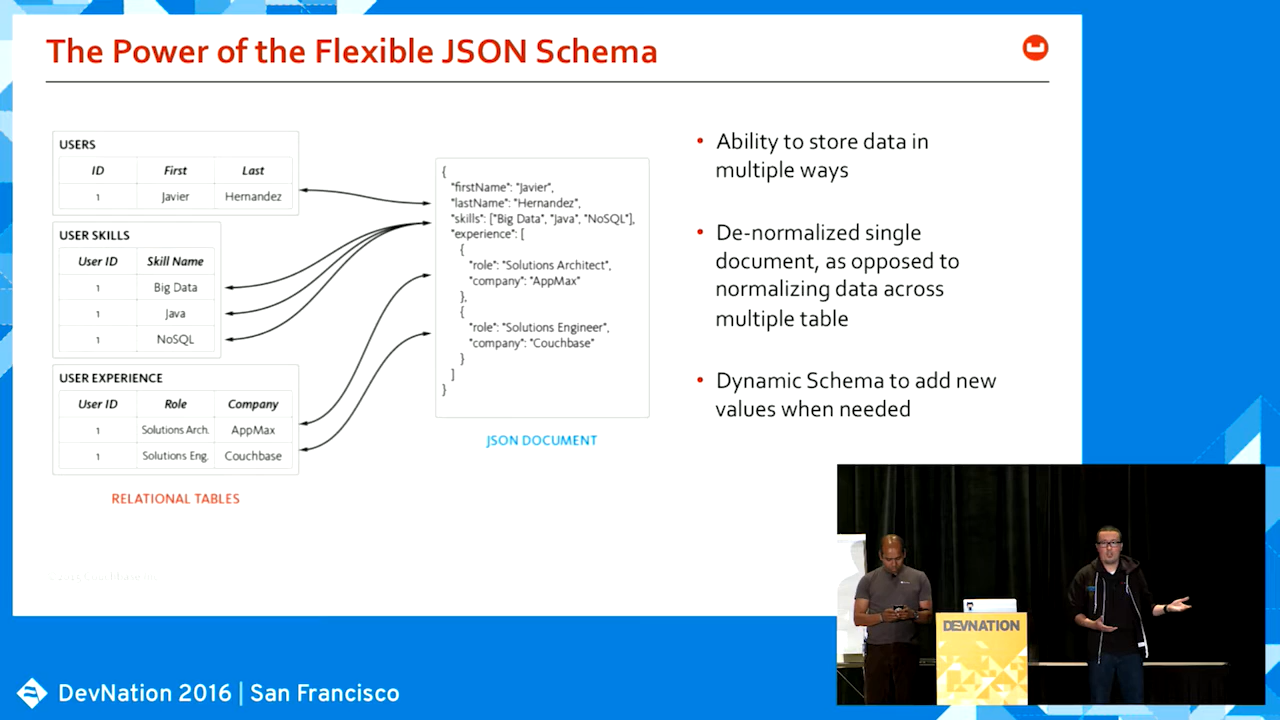 The Power of the Flexible JSON Schema
USERS
ID First Last
1 Javier Hernandez
USER SKILLS
User ID Skill Name
1 Big Data
1 Java
1 NoSQL
USER EXPERIENCE
User ID Role Company
1 Solutions Arch. AppMax
1 Solutions Eng. Couchbase
RELATIONAL TABLES
{
"firstName": "Javier",
"lastName": "Hernandez",
"skills": ["Big Data", "Java", "NoSQL"],
"experience": [
{
"role": "Solutions Architect",
"company": "AppMax"
},
{
"role": "Solutions Engineer",
"company": "Couchbase"
}
]
}
JSON DOCUMENT
• Ability to store data in
multiple ways
• De-normalized single
document, as opposed to
normalizing data across
multiple table
• Dynamic Schema to add new
values when needed
DEVNATION
DevNation 2016 | San Francisco